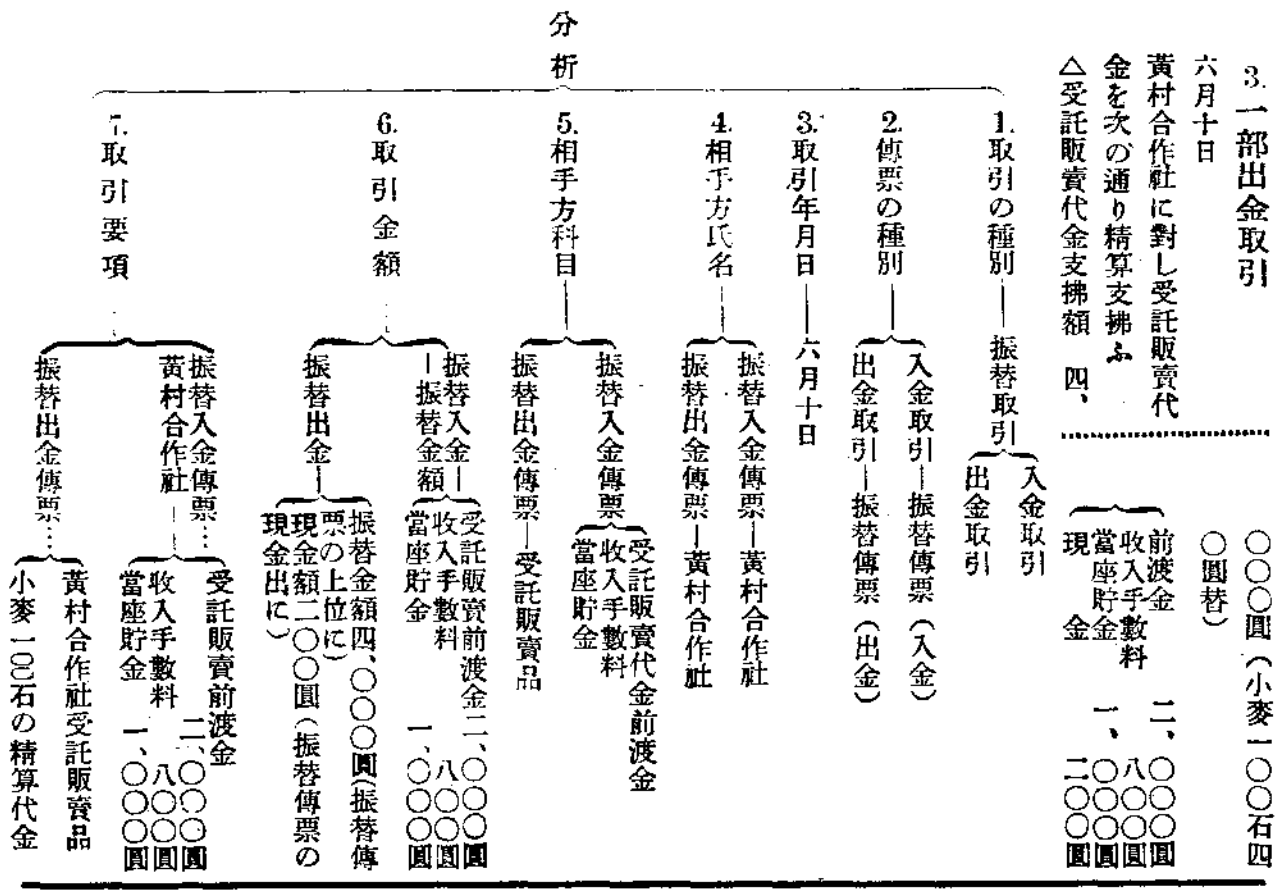 3. 一部出金取引
六月十日
黃村合作社に對し受託販賣代
金を次の通り精算支拂ふ
△受託販賣代金支拂額 四、
〇〇〇圓(小麥一〇〇石四
〇圓替)
前渡金 二、〇〇〇圓
收入手數料 八〇〇圓
當座貯金 一、〇〇〇圓
現金 二〇〇圓
分析
1. 取引の種別―振替取引
入金取引
出金取引
2. 傳票の種別
入金取引―振替傳票(入金)
出金取引―振替傳票(出金)
3. 取引年月日―六月十日
4. 相手方氏名
振替入金傳票―黃村合作社
振替出金傳票―黃村合作社
5. 相手方科目
振替入金傳票
受託販賣代金前渡金
收入手數料
當座貯金
振替出金傳票―受託販賣品
6. 取引金額
振替入金―
―振替金額
受託販賣前渡金二、〇〇〇圓
收入手數料 八〇〇圓
當座貯金 一、〇〇〇圓
振替出金―
振替金額四、〇〇〇圓(振替傳
票の上位に)
現金額二〇〇圓(振替傳票の
現金出に)
7. 取引要項
振替入金傳票…
黃村合作社―
受託販賣前渡金
二、〇〇〇圓
收入手數料 八〇〇圓
當座貯金 一、〇〇〇圓
振替出金傳票…
黃村合作社受託販賣品
小麥一〇〇石の精算代金